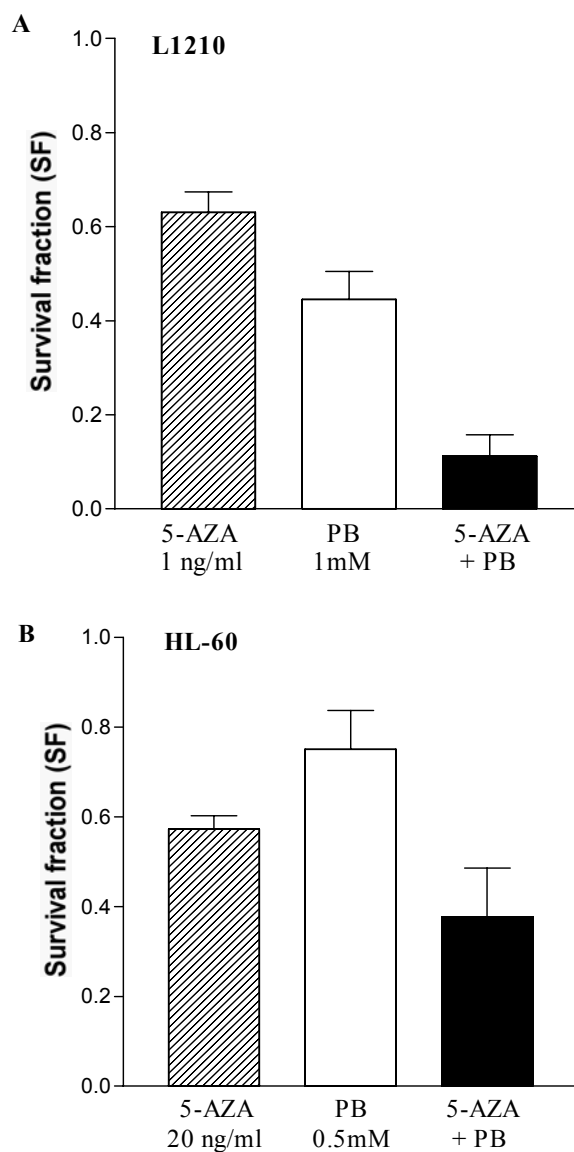 A
L1210
Survival fraction (SF)
1.0
0.8
0.6
0.4
0.2
0.0
5-AZA
1 ng/ml
PB
1mM
5-AZA
+ PB
B
HL-60
Survival fraction (SF)
1.0
0.8
0.6
0.4
0.2
0.0
5-AZA
20 ng/ml
PB
0.5mM
5-AZA
+ PB